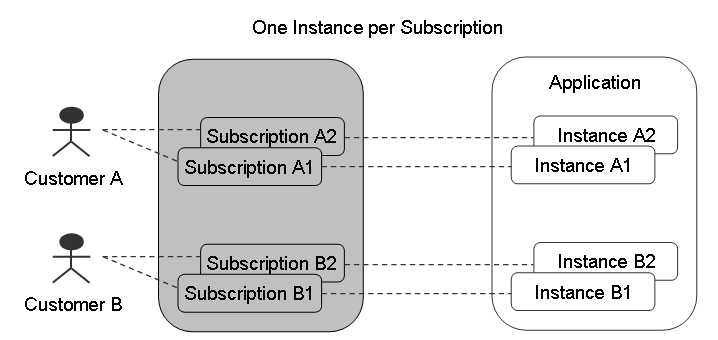 One Instance per Subscription
Application
Subscription A2
Instance A2
Subscription A1
Instance A1
Customer A
Subscription B2
Instance B2
Subscription B1
Instance B1
Customer B